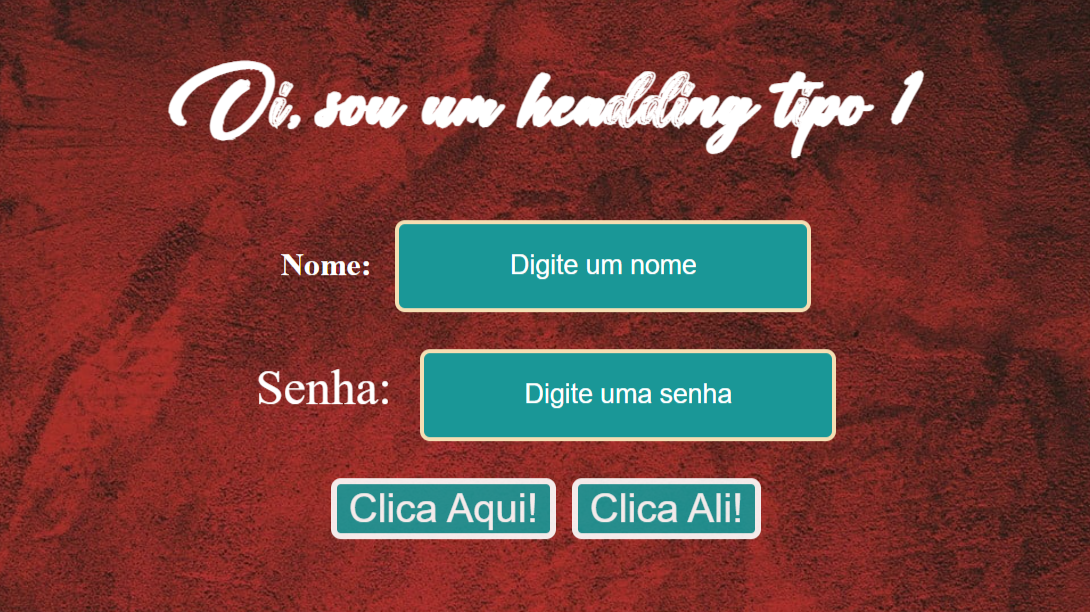 Oi, sou um headding tipo 1
Nome: Digite um nome
Senha: Digite uma senha
Clica Aqui! Clica Ali!